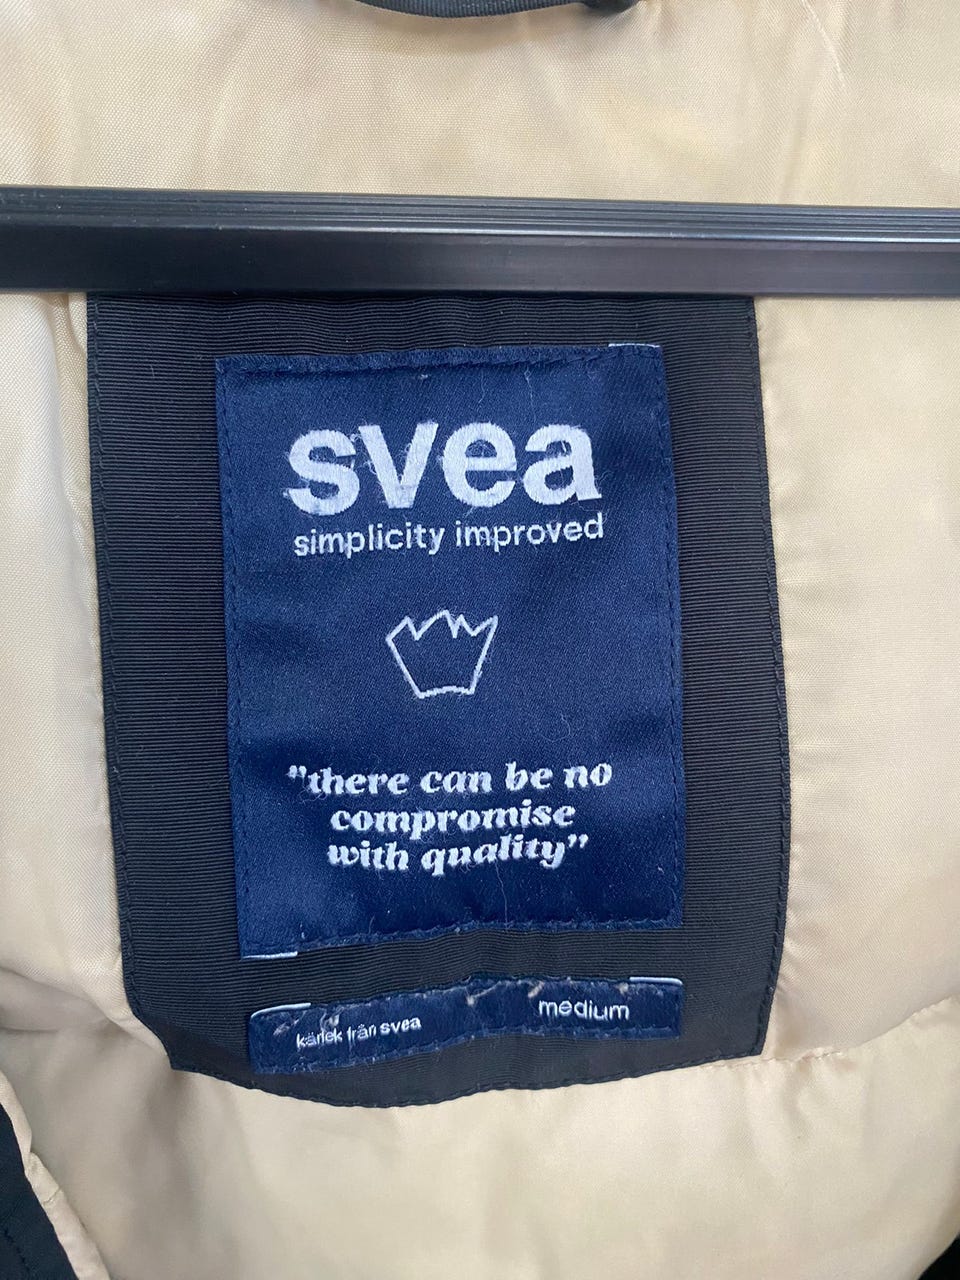 svea
simplicity improved
"there can be no
compromise
with quality"
kärlek från svea
medium